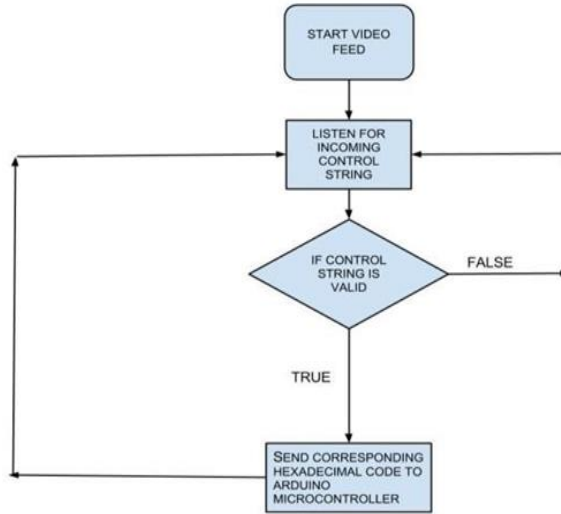 START VIDEO
FEED
LISTEN FOR
INCOMING
CONTROL
STRING
IF CONTROL
STRING IS
VALID
FALSE
TRUE
SEND CORRESPONDING
HEXADECIMAL CODE TO
ARDUINO
MICROCONTROLLER